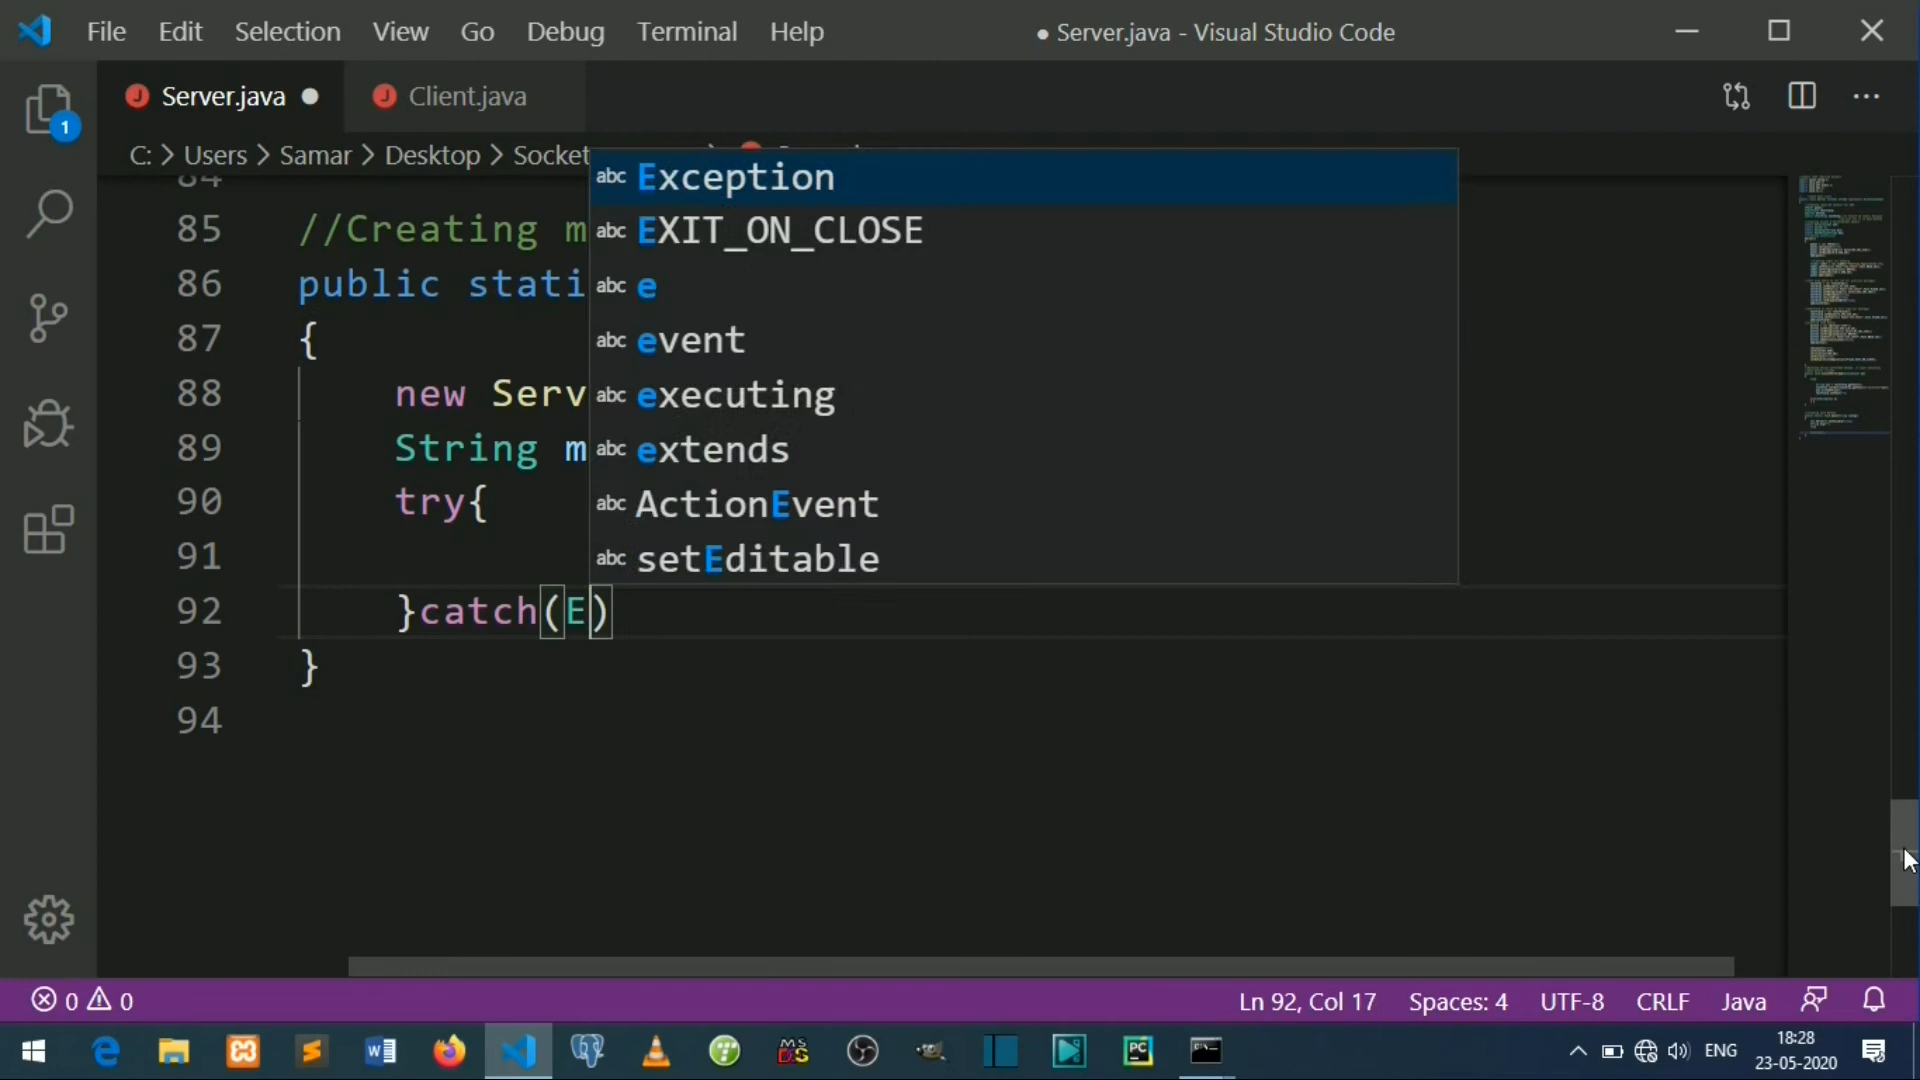 File Edit Selection View Go Debug Terminal Help ● Server.java - Visual Studio Code
Server.java ● Client.java
C: > Users > Samar > Desktop > Socket
84
85 //Creating m
86 public stati
87 {
88 new Serv
89 String m
90 try{
91
92 }catch(E)
93 }
94
abc Exception
abc EXIT_ON_CLOSE
abc e
abc event
abc executing
abc extends
abc ActionEvent
abc setEditable
1
0 0 Ln 92, Col 17 Spaces: 4 UTF-8 CRLF Java
ENG 18:28
23-05-2020